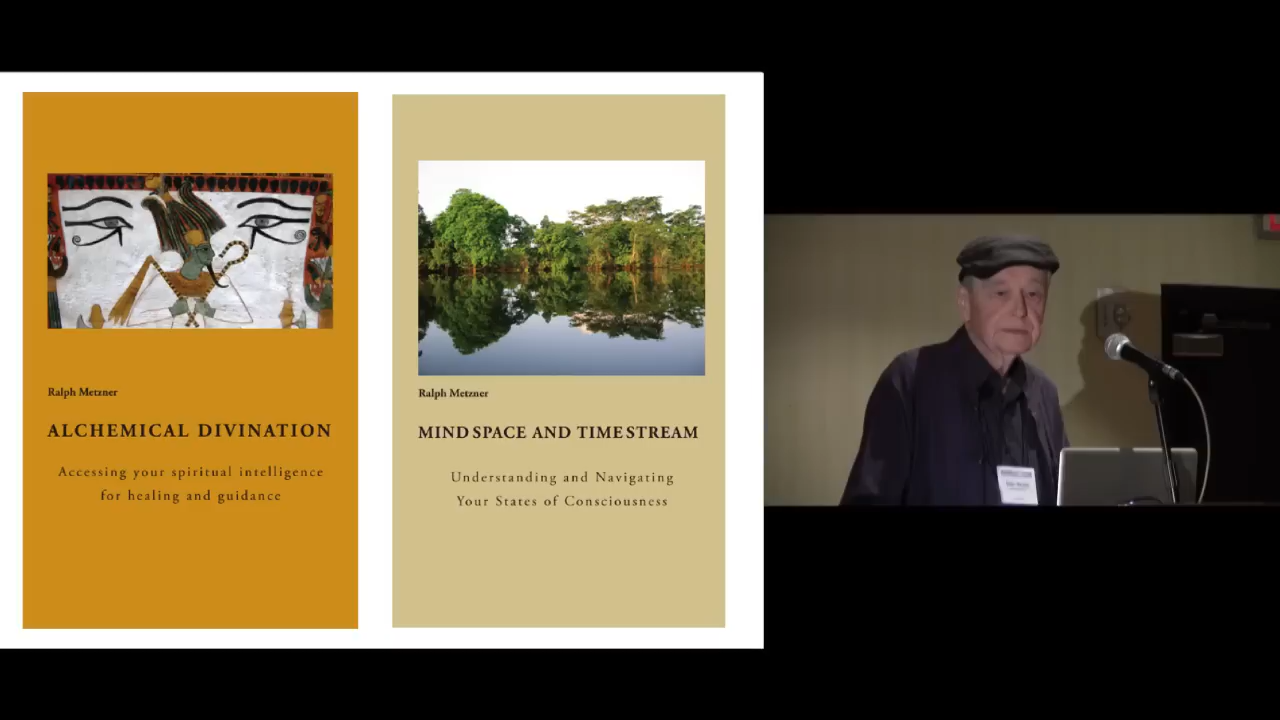 Ralph Metzner
ALCHEMICAL DIVINATION
Accessing your spiritual intelligence
for healing and guidance
Ralph Metzner
MIND SPACE AND TIME STREAM
Understanding and Navigating
Your States of Consciousness